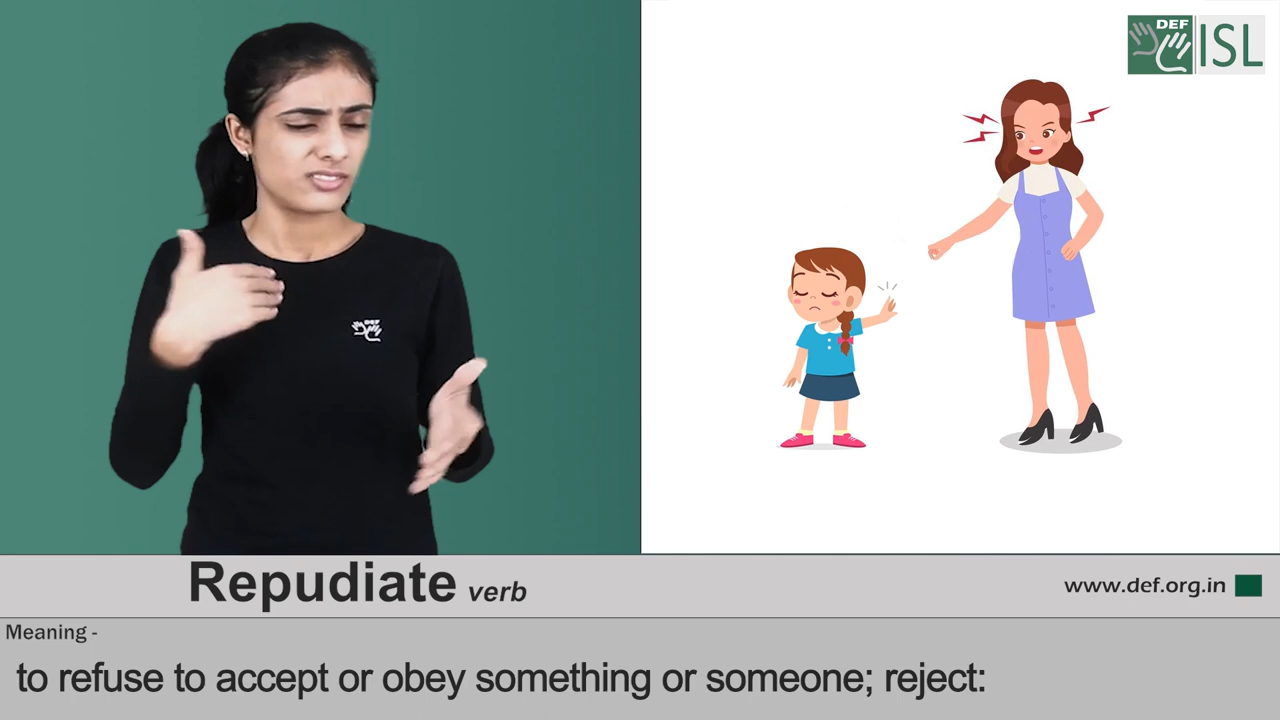 DEF
ISL
DEF
Repudiate verb
www.def.org.in
Meaning -
to refuse to accept or obey something or someone; reject: